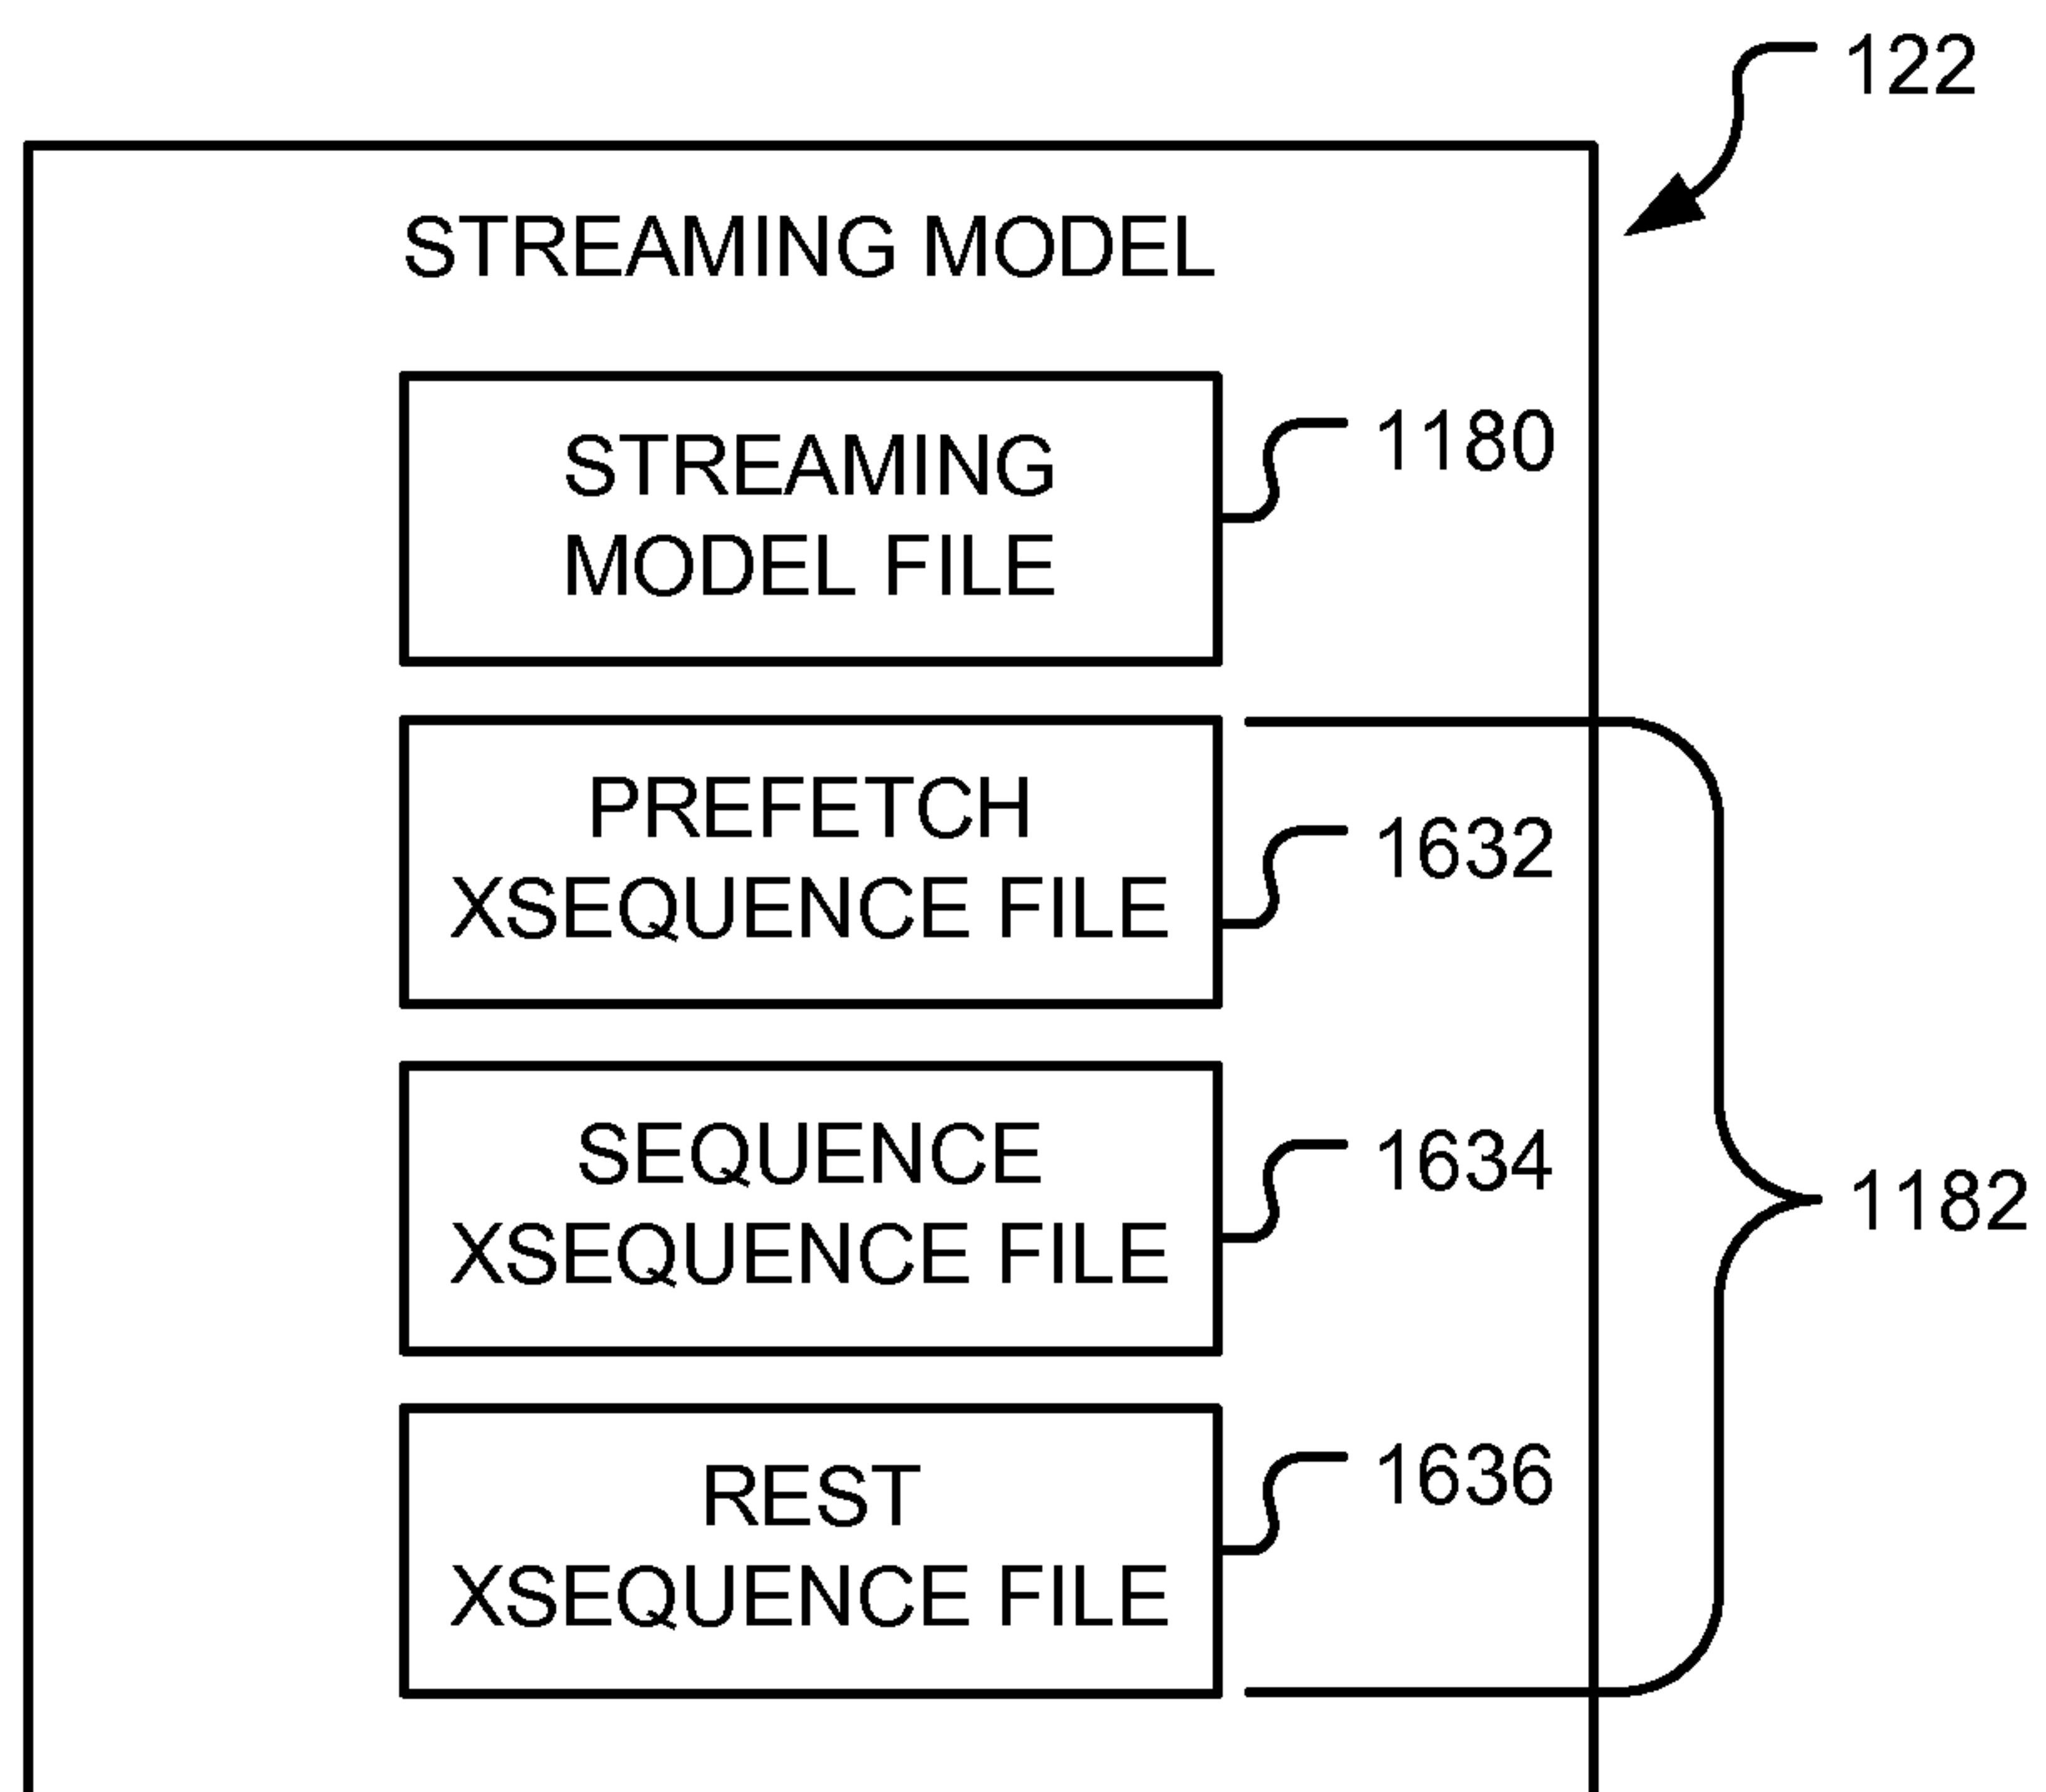 122
STREAMING MODEL
STREAMING
MODEL FILE
1180
PREFETCH
XSEQUENCE FILE
1632
SEQUENCE
XSEQUENCE FILE
1634
1182
REST
XSEQUENCE FILE
1636